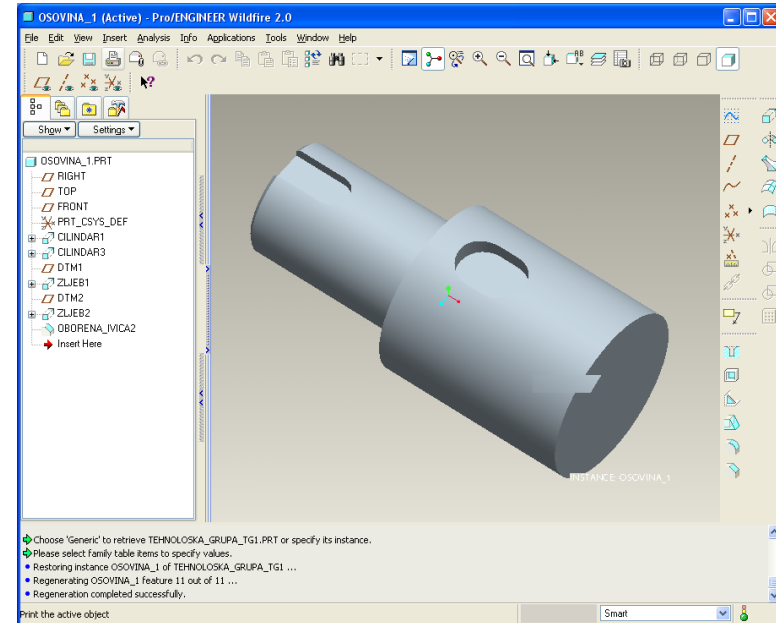 OSOVINA_1 (Active) - Pro/ENGINEER Wildfire 2.0
File Edit View Insert Analysis Info Applications Tools Window Help
Show Settings
OSOVINA_1.PRT
RIGHT
TOP
FRONT
PRT_CSYS_DEF
CILINDAR1
CILINDAR3
DTM1
ZLJEB1
DTM2
ZLJEB2
OBORENA_IVICA2
Insert Here
INSTANCE OSOVINA_1
Choose 'Generic' to retrieve TEHNOLOSKA_GRUPA_TG1.PRT or specify its instance.
Please select family table items to specify values.
Restoring instance OSOVINA_1 of TEHNOLOSKA_GRUPA_TG1 ...
Regenerating OSOVINA_1 feature 11 out of 11 ...
Regeneration completed successfully.
Print the active object
Smart